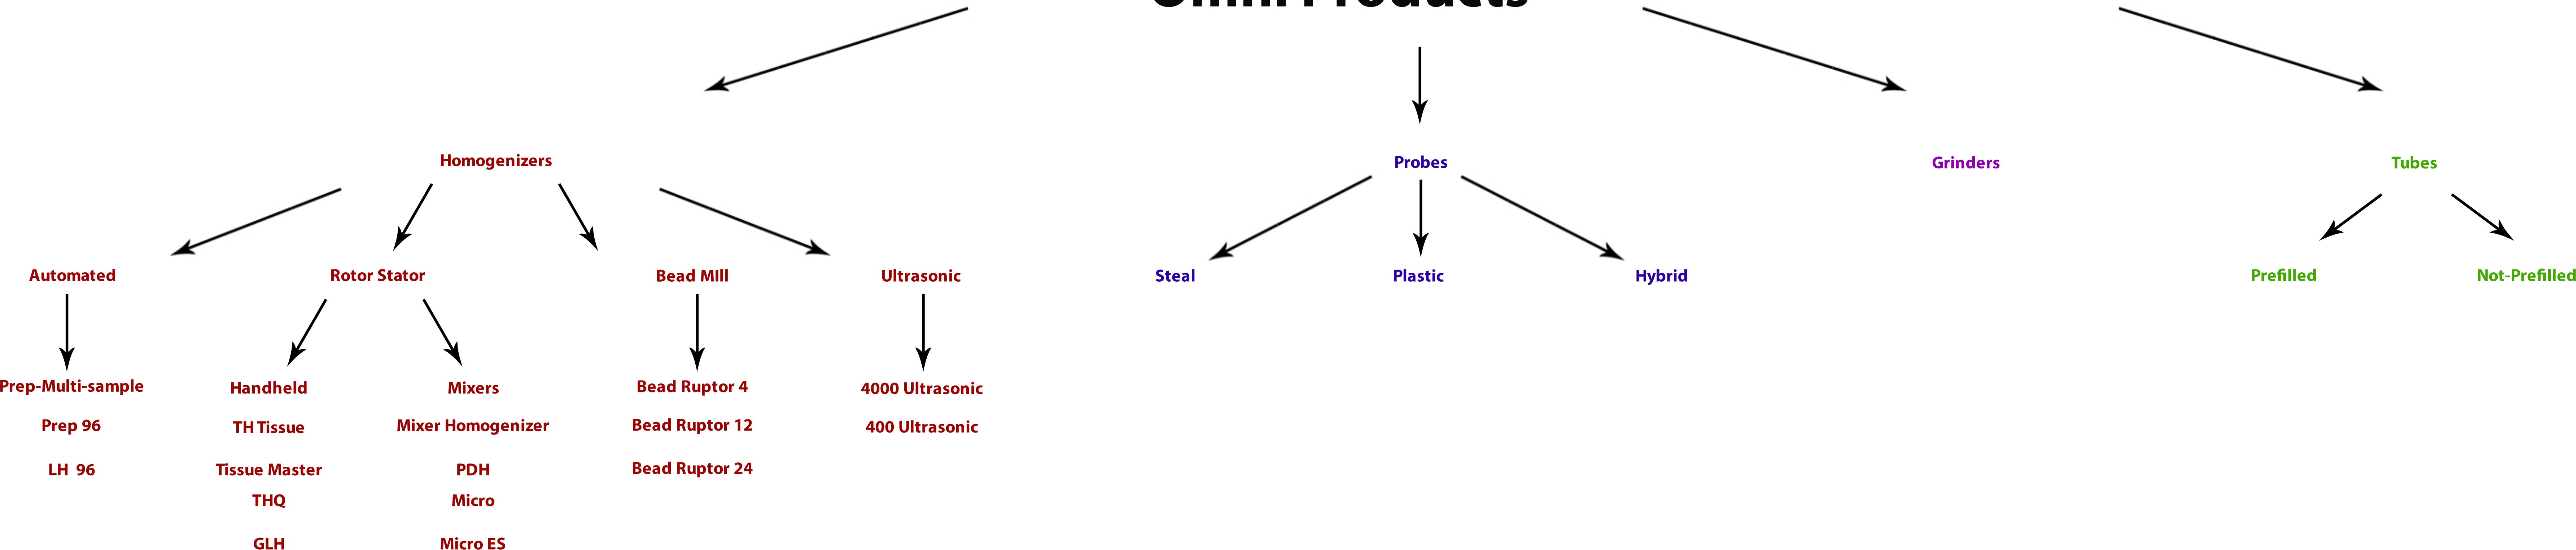 Omni Products
Homogenizers
Probes
Grinders
Tubes
Automated
Rotor Stator
Bead MIll
Ultrasonic
Steal
Plastic
Hybrid
Prefilled
Not-Prefilled
Prep-Multi-sample
Handheld
Mixers
Bead Ruptor 4
4000 Ultrasonic
Prep 96
TH Tissue
Mixer Homogenizer
Bead Ruptor 12
400 Ultrasonic
LH 96
Tissue Master
PDH
Bead Ruptor 24
THQ
Micro
GLH
Micro ES